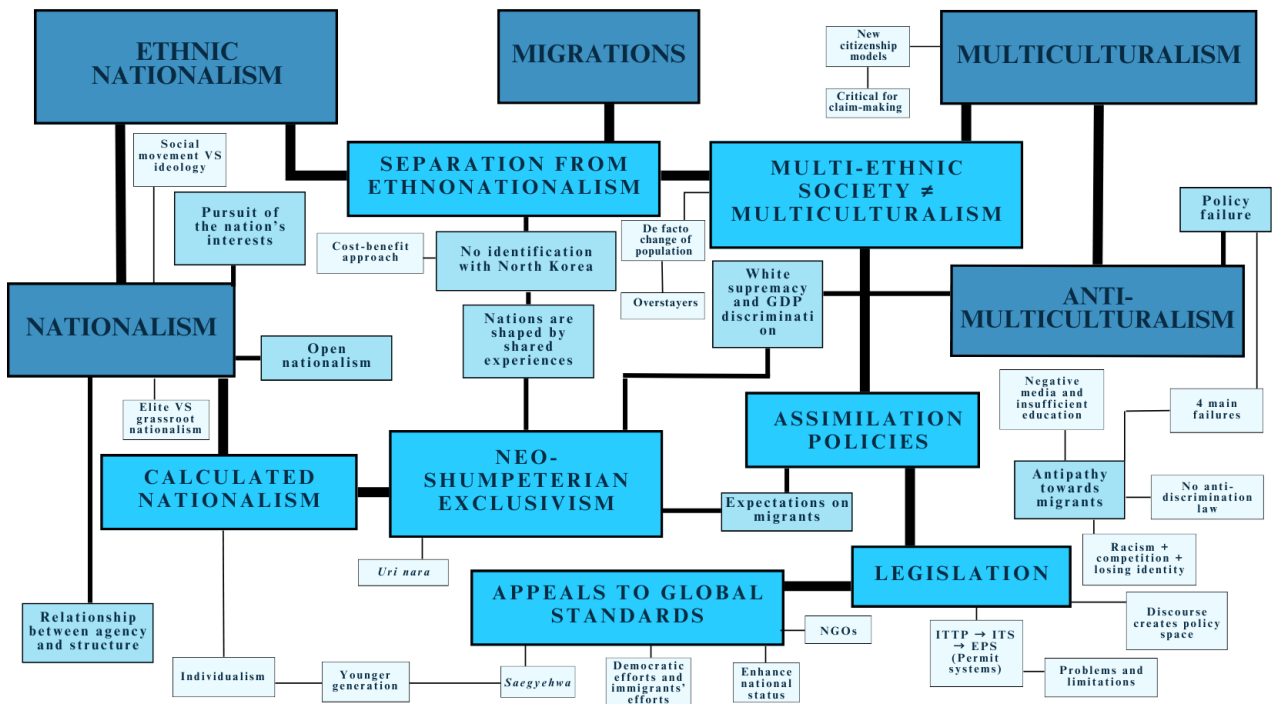 ETHNIC
NATIONALISM
MIGRATIONS
New
citizenship
models
MULTICULTURALISM
Critical for
claim-making
Social
movement VS
ideology
SEPARATION FROM
ETHNONATIONALISM
MULTI-ETHNIC
SOCIETY ≠
MULTICULTURALISM
Pursuit of
the nation's
interests
Policy
failure
Cost-benefit
approach
No identification
with North Korea
De facto
change of
population
Overstayers
White
supremacy
and GDP
discriminati
on
NATIONALISM
ANTI-
MULTICULTURALISM
Nations are
shaped by
shared
experiences
Open
nationalism
Elite VS
grassroot
nationalism
Negative
media and
insufficient
education
4 main
failures
ASSIMILATION
POLICIES
CALCULATED
NATIONALISM
NEO-
SHUMPETERIAN
EXCLUSIVISM
Antipathy
towards
migrants
No anti-
discrimination
law
Expectations on
migrants
Uri nara
Racism +
competition +
losing identity
LEGISLATION
APPEALS TO GLOBAL
STANDARDS
Relationship
between agency
and structure
Discourse
creates policy
space
NGOs
ITTP → ITS
→ EPS
(Permit
systems)
Individualism
Younger
generation
Saegyehwa
Democratic
efforts and
immigrants'
efforts
Enhance
national
status
Problems and
limitations